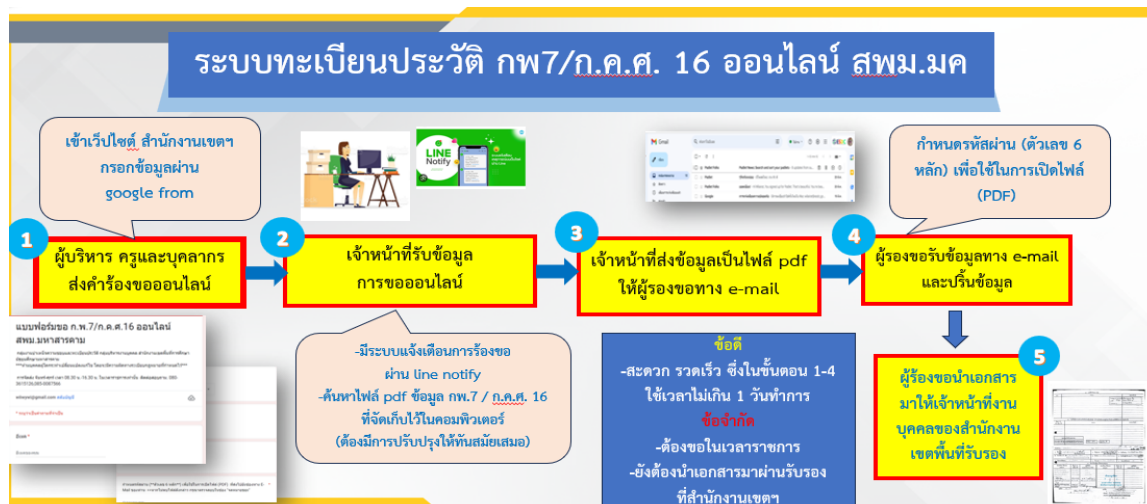 ระบบทะเบียนประวัติ กพ7/ก.ค.ศ. 16 ออนไลน์ สพม.มค
เข้าเว็ปไซต์ สำนักงานเขตฯ
กรอกข้อมูลผ่าน
google from
LINE
Notify
Gmail
กำหนดรหัสผ่าน (ตัวเลข 6
หลัก) เพื่อใช้ในการเปิดไฟล์
(PDF)
1
ผู้บริหาร ครูและบุคลากร
ส่งคำร้องขอออนไลน์
2
เจ้าหน้าที่รับข้อมูล
การขอออนไลน์
3
เจ้าหน้าที่ส่งข้อมูลเป็นไฟล์ pdf
ให้ผู้รองขอทาง e-mail
4
ผู้รองขอรับข้อมูลทาง e-mail
และปริ้นข้อมูล
แบบฟอร์มขอ ก.พ.7/ก.ค.ศ.16 ออนไลน์
สพม.มหาสารคาม
-มีระบบแจ้งเตือนการร้องขอ
ผ่าน line notify
-ค้นหาไฟล์ pdf ข้อมูล กพ.7 / ก.ค.ศ. 16
ที่จัดเก็บไว้ในคอมพิวเตอร์
(ต้องมีการปรับปรุงให้ทันสมัยเสมอ)
ข้อดี
-สะดวก รวดเร็ว ซึ่งในขั้นตอน 1-4
ใช้เวลาไม่เกิน 1 วันทำการ
ข้อจำกัด
-ต้องขอในเวลาราชการ
-ยังต้องนำเอกสารมาผ่านรับรอง
ที่สำนักงานเขตฯ
5
ผู้ร้องขอนำเอกสาร
มาให้เจ้าหน้าที่งาน
บุคคลของสำนักงาน
เขตพื้นที่รับรอง